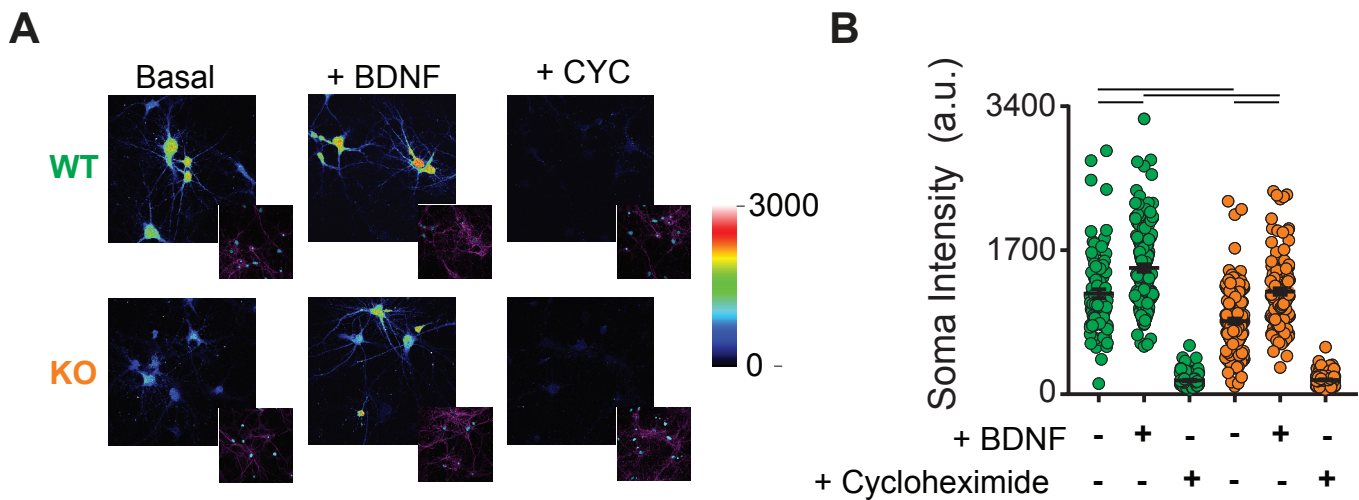 A
Basal + BDNF + CYC
WT
KO
3000
0 -
B
Soma Intensity (a.u.)
3400
1700
0
+ BDNF - + - - + -
+ Cycloheximide - - + - - +